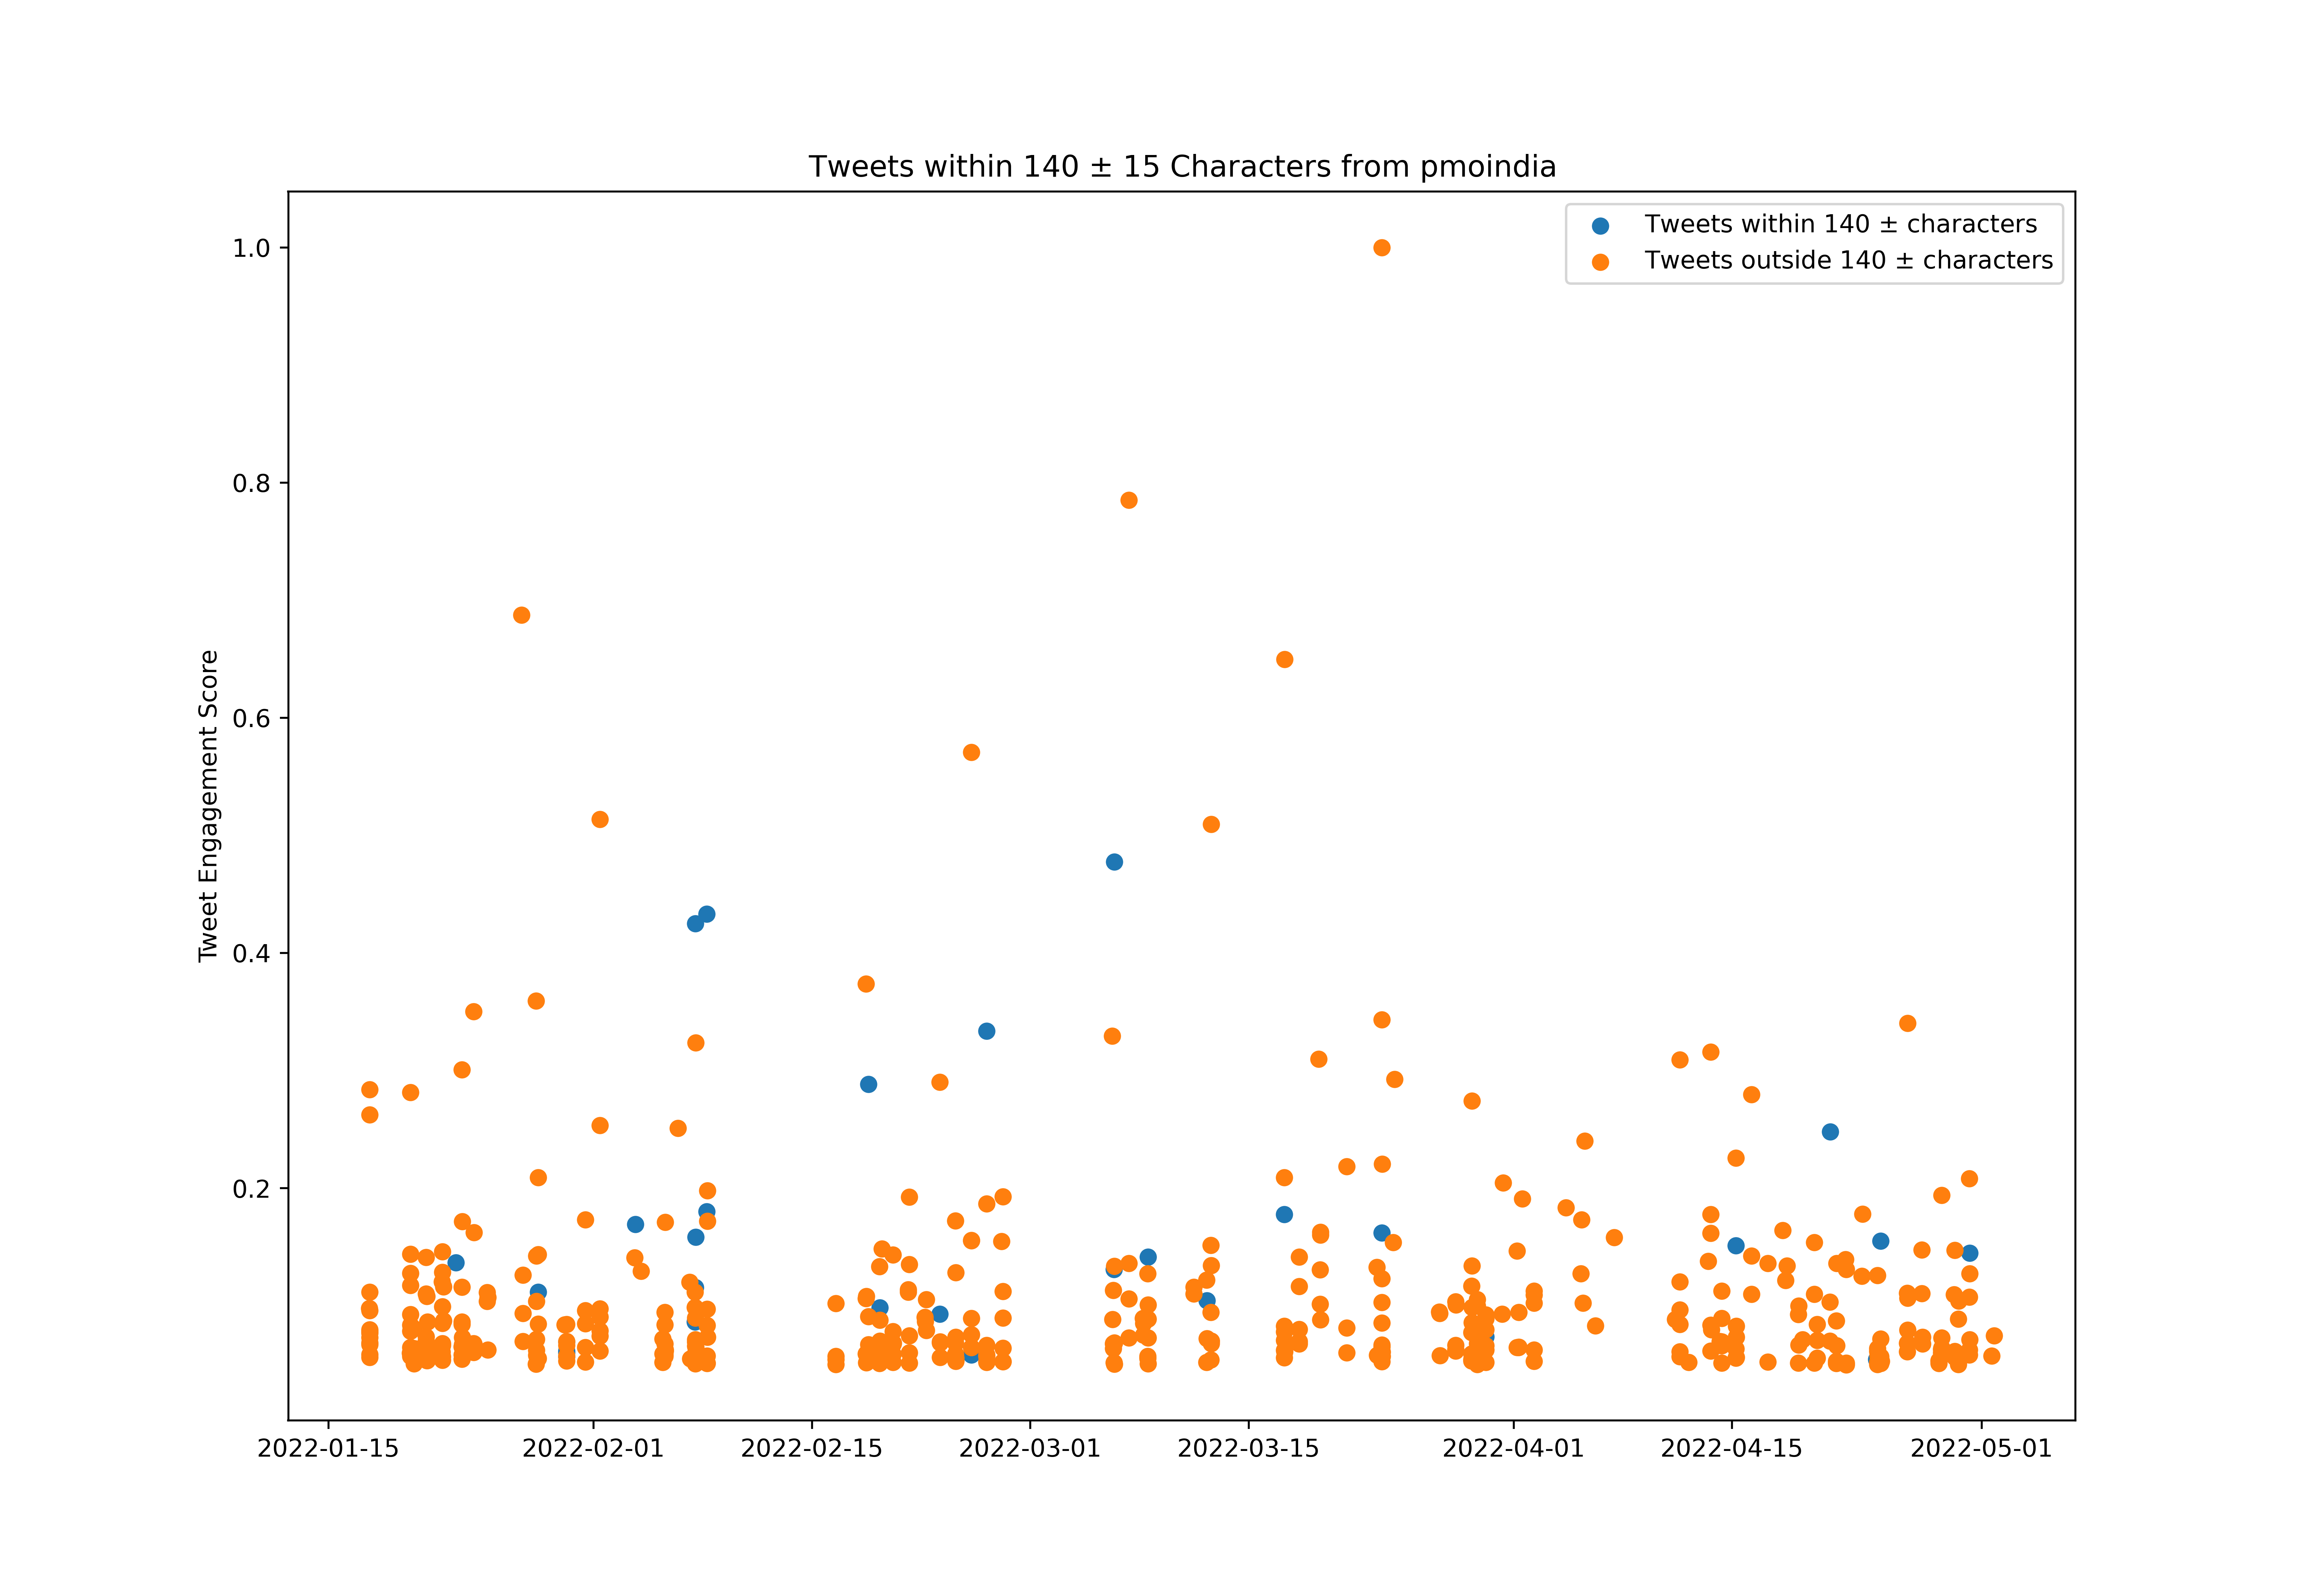 Tweets within 140 ± 15 Characters from pmoindia
Tweets within 140 ± characters
Tweets outside 140 ± characters
Tweet Engagement Score
1.0
0.8
0.6
0.4
0.2
2022-01-15 2022-02-01 2022-02-15 2022-03-01 2022-03-15 2022-04-01 2022-04-15 2022-05-01